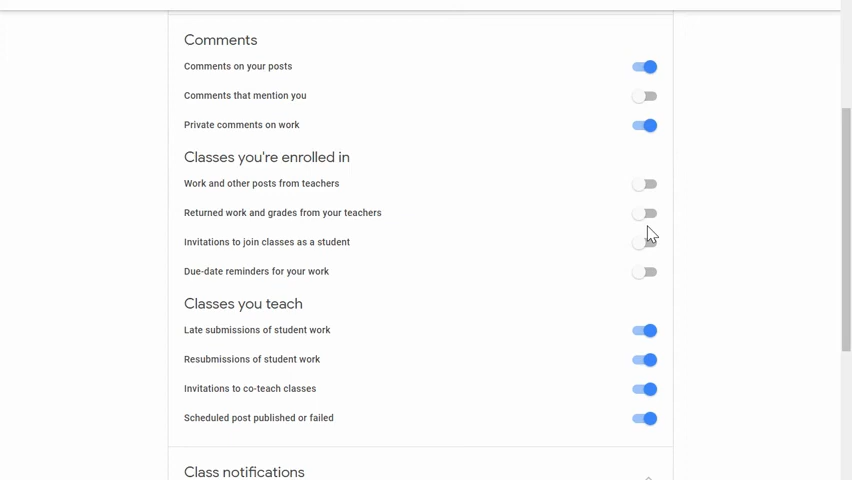 Comments
Comments on your posts
Comments that mention you
Private comments on work
Classes you're enrolled in
Work and other posts from teachers
Returned work and grades from your teachers
Invitations to join classes as a student
Due-date reminders for your work
Classes you teach
Late submissions of student work
Resubmissions of student work
Invitations to co-teach classes
Scheduled post published or failed
Class notifications